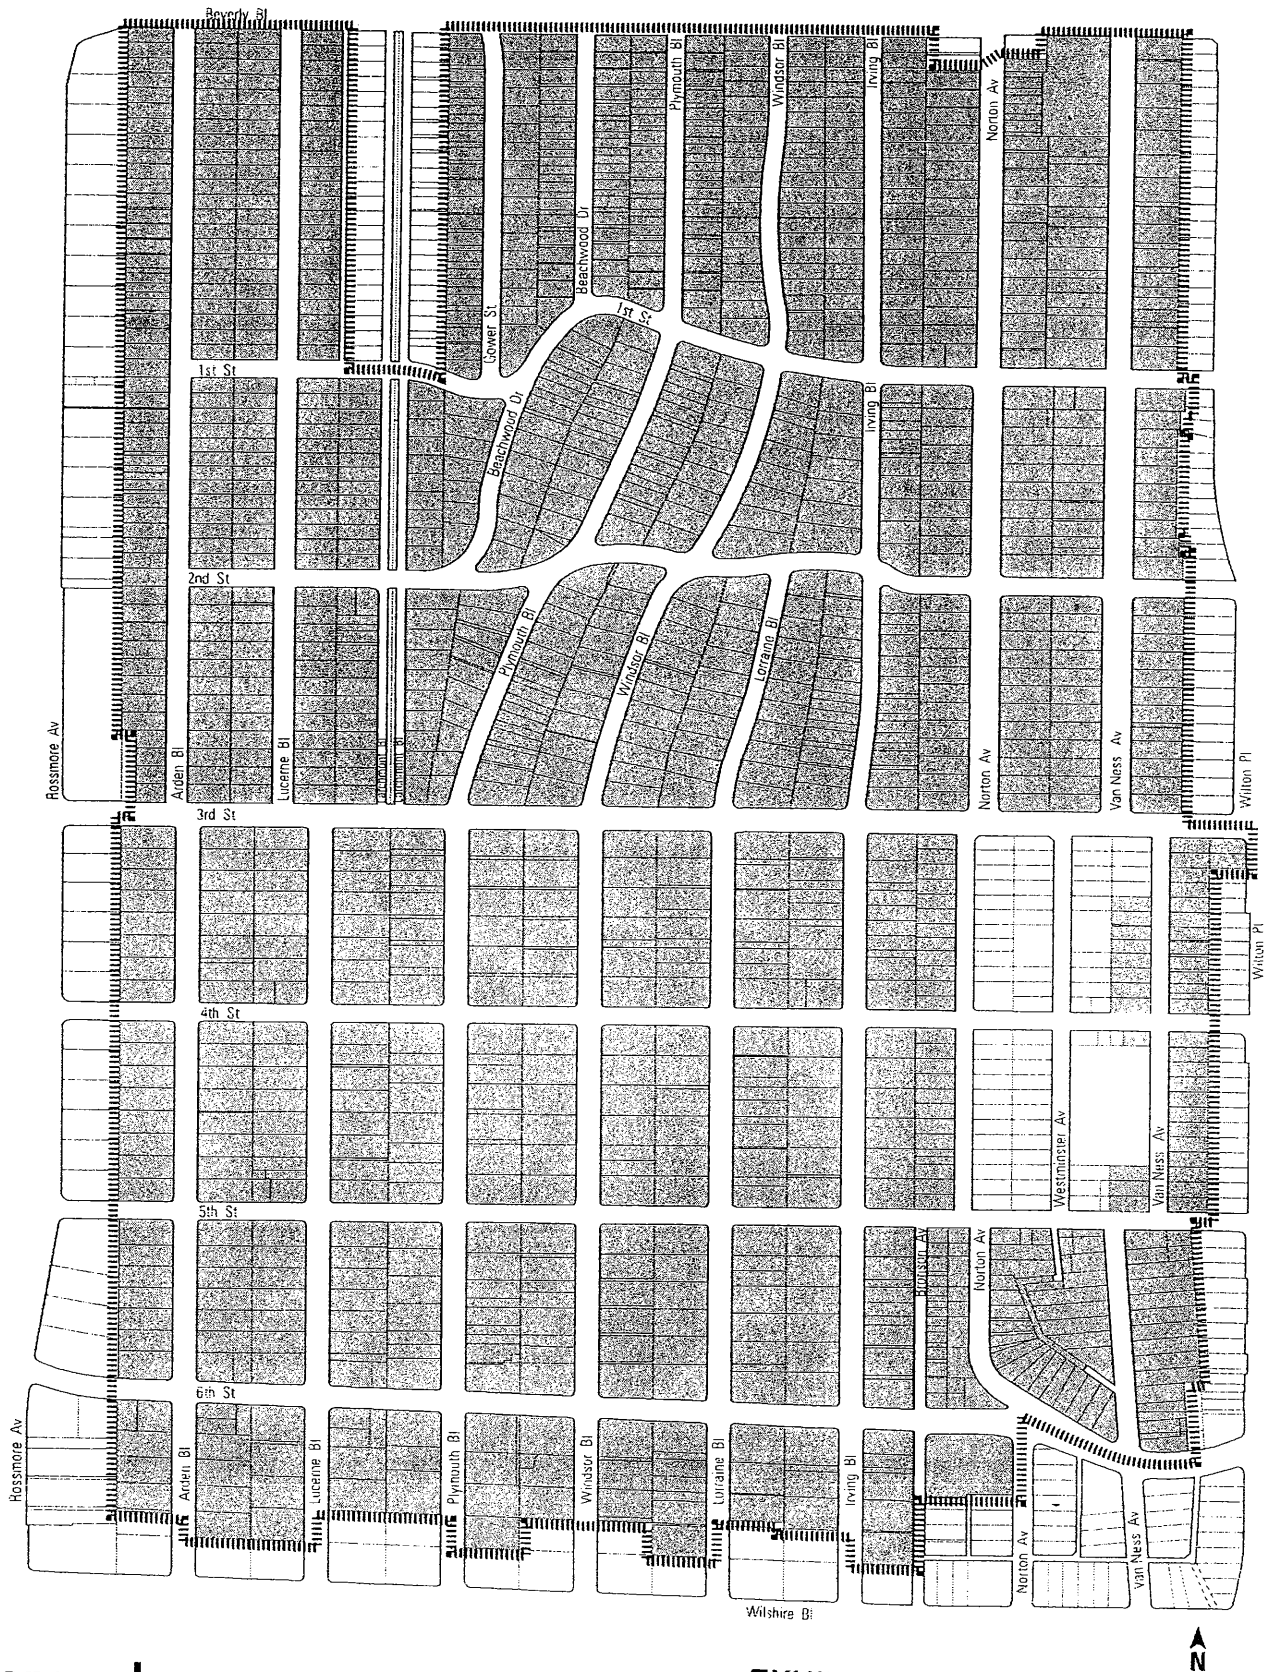 Beverly Bl
Plymouth Bl
Windsor Bl
Irving Bl
Norton Av
Beachwood Dr
Gower St
1st St
1st St
Beachwood Dr
Irving Bl
2nd St
Plymouth Bl
Windsor Bl
Lorraine Bl
Rossmore Av
Arden Bl
Lucerne Bl
Norton Av
Van Ness Av
Wilton Pl
3rd St
Wilton Pl
4th St
Westminster Av
Van Ness Av
5th St
Bronson Av
Norton Av
6th St
Rossmore Av
Arden Bl
Lucerne Bl
Plymouth Bl
Windsor Bl
Lorraine Bl
Irving Bl
Norton Av
Van Ness Av
Wilshire Bl
N